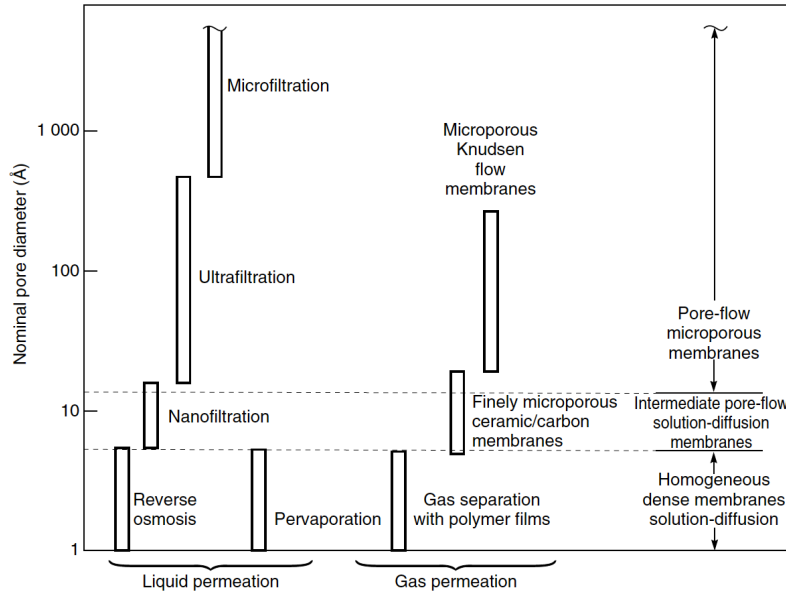 Nominal pore diameter (Å)
1 000
100
10
1
Microfiltration
Ultrafiltration
Nanofiltration
Reverse
osmosis
Pervaporation
Liquid permeation
Microporous
Knudsen
flow
membranes
Finely microporous
ceramic/carbon
membranes
Gas separation
with polymer films
Gas permeation
Pore-flow
microporous
membranes
Intermediate pore-flow
solution-diffusion
membranes
Homogeneous
dense membranes
solution-diffusion